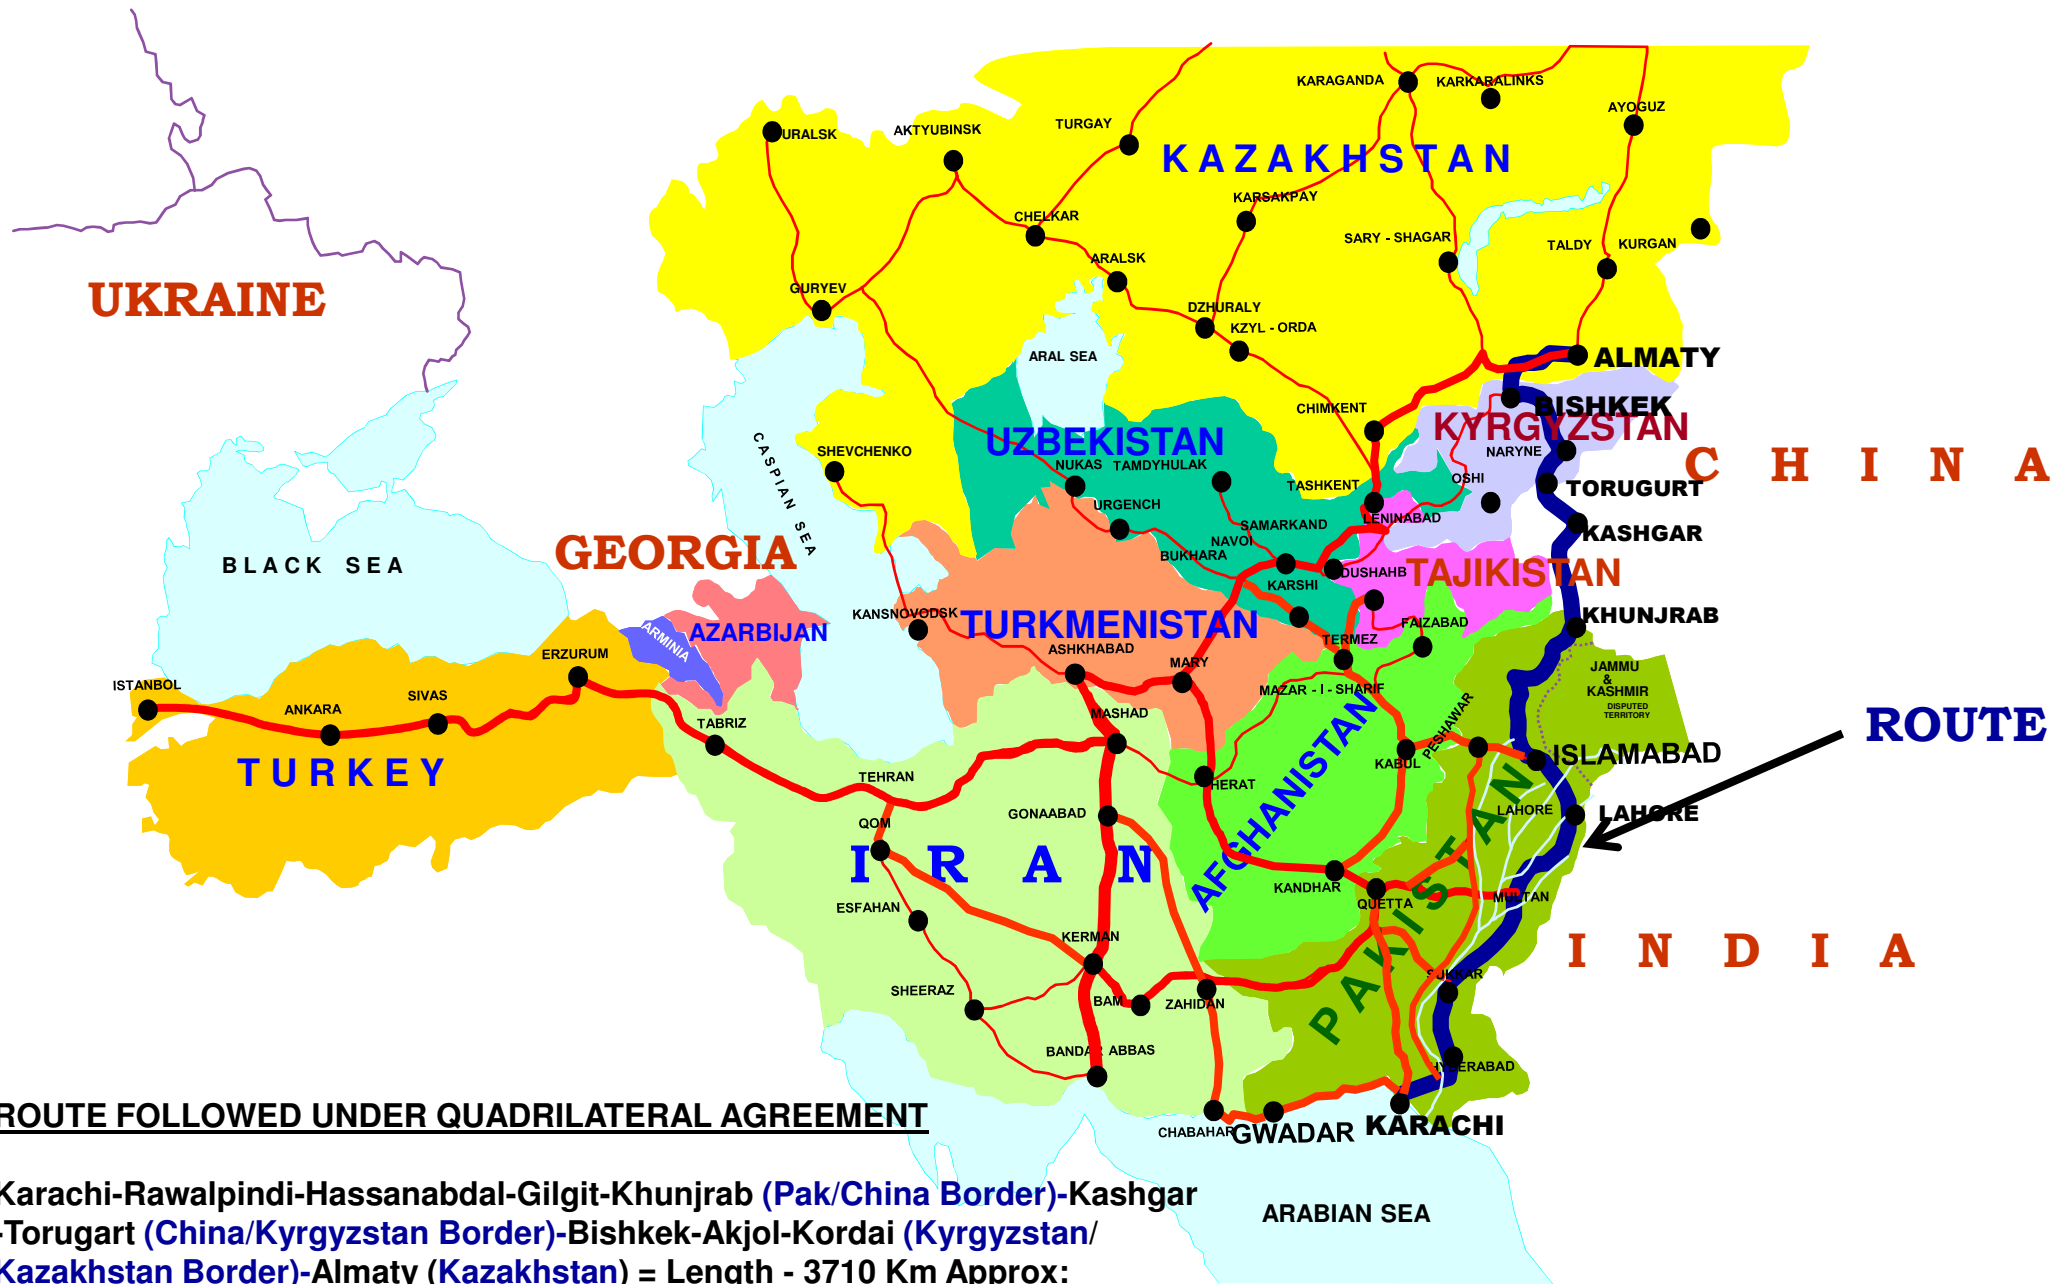 KARAGANDA
KARKARALINKS
AYOGUZ
URALSK
AKTYUBINSK
TURGAY
KAZAKHSTAN
KARSAKPAY
CHELKAR
SARY - SHAGAR
TALDY
KURGAN
ARALSK
GURYEV
UKRAINE
DZHURALY
KZYL - ORDA
ARAL SEA
ALMATY
CHIMKENT
BISHKEK
KYRGYZSTAN
UZBEKISTAN
SHEVCHENKO
CASPIAN SEA
NUKAS
TAMDYHULAK
NARYNE
CHINA
TASHKENT
OSHI
TORUGURT
URGENCH
LENINABAD
SAMARKAND
NAVOI
KASHGAR
BUKHARA
GEORGIA
BLACK SEA
KARSHI
DUSHAHB
TAJIKISTAN
KANSNOVODSK
TURKMENISTAN
KHUNJRAB
FAIZABAD
ARMINIA
AZARBIJAN
TERMEZ
ASHKHABAD
ERZURUM
MARY
JAMMU
&
KASHMIR
DISPUTED
TERRITORY
ISTANBOL
SIVAS
MAZAR - I - SHARIF
ANKARA
MASHAD
PESHAWAR
TABRIZ
ROUTE
ISLAMABAD
KABUL
TURKEY
TEHRAN
HERAT
AFGHANISTAN
GONAABAD
LAHORE
LAHORE
QOM
IRAN
PAKISTAN
KANDHAR
QUETTA
MULTAN
ESFAHAN
KERMAN
INDIA
SUKKAR
SHEERAZ
BAM
ZAHIDAN
BANDAR ABBAS
HYDERABAD
ROUTE FOLLOWED UNDER QUADRILATERAL AGREEMENT
CHABAHAR
GWADAR
KARACHI
Karachi-Rawalpindi-Hassanabdal-Gilgit-Khunjrab (Pak/China Border)-Kashgar
-Torugart (China/Kyrgyzstan Border)-Bishkek-Akjol-Kordai (Kyrgyzstan/
Kazakhstan Border)-Almaty (Kazakhstan) = Length - 3710 Km Approx:
ARABIAN SEA